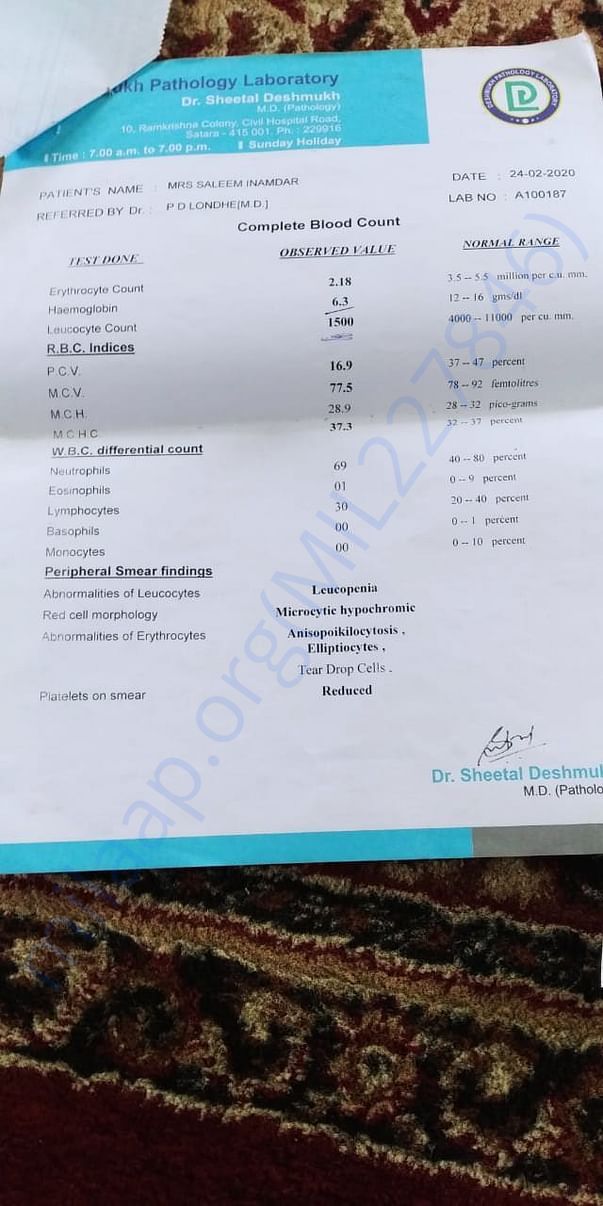 ukh Pathology Laboratory
Dr. Sheetal Deshmukh
M.D. (Pathology)
10, Ramkrishna Colony, Civil Hospital Road,
Satara - 415 001. Ph. : 229916
Time : 7.00 a.m. to 7.00 p.m. Sunday Holiday
DESHMUKH PATHOLOGY LABORATORY
PATIENT'S NAME : MRS SALEEM INAMDAR DATE : 24-02-2020
REFERRED BY Dr. : P.D LONDHE[M.D.] LAB NO : A100187
Complete Blood Count
TEST DONE OBSERVED VALUE NORMAL RANGE
Erythrocyte Count 2.18 3.5 -- 5.5 million per c.u. mm.
Haemoglobin 6.3 12 -- 16 gms/dl
Leucocyte Count 1500 4000 -- 11000 per cu. mm.
R.B.C. Indices
P.C.V. 16.9 37 -- 47 percent
M.C.V. 77.5 78 -- 92 femtolitres
M.C.H. 28.9 28 -- 32 pico-grams
M.C.H.C. 37.3 32 -- 37 percent
W.B.C. differential count
Neutrophils 69 40 -- 80 percent
Eosinophils 01 0 -- 9 percent
Lymphocytes 30 20 -- 40 percent
Basophils 00 0 -- 1 percent
Monocytes 00 0 -- 10 percent
Peripheral Smear findings
Abnormalities of Leucocytes Leucopenia
Red cell morphology Microcytic hypochromic
Abnormalities of Erythrocytes Anisopoikilocytosis ,
Elliptiocytes ,
Tear Drop Cells .
Platelets on smear Reduced
Dr. Sheetal Deshmuk
M.D. (Patholo
milaap.org(MIL227846)